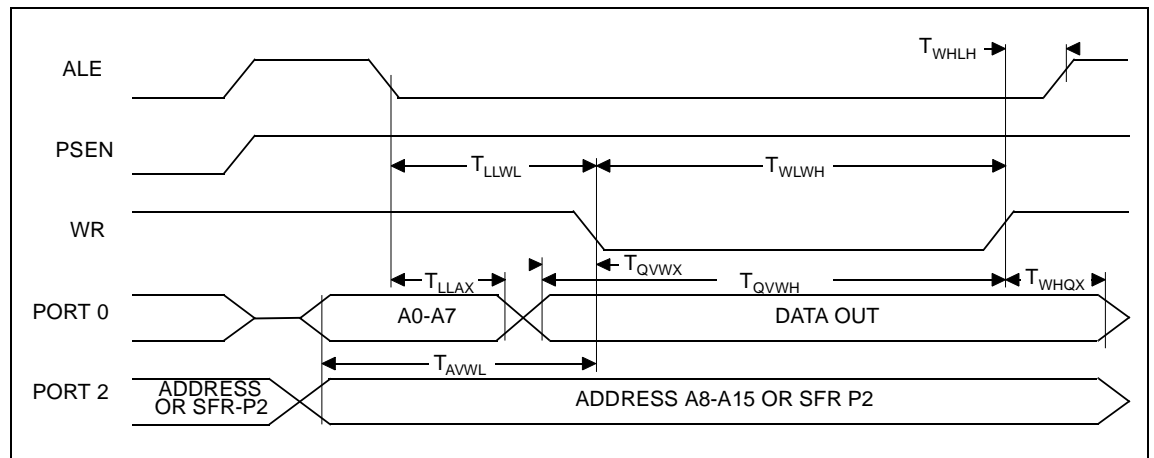 ALE
T_WHLH
PSEN
T_LLWL
T_WLWH
WR
T_QVWX
T_LLAX
T_QVWH
T_WHQX
PORT 0
A0-A7
DATA OUT
T_AVWL
PORT 2
ADDRESS
OR SFR-P2
ADDRESS A8-A15 OR SFR P2